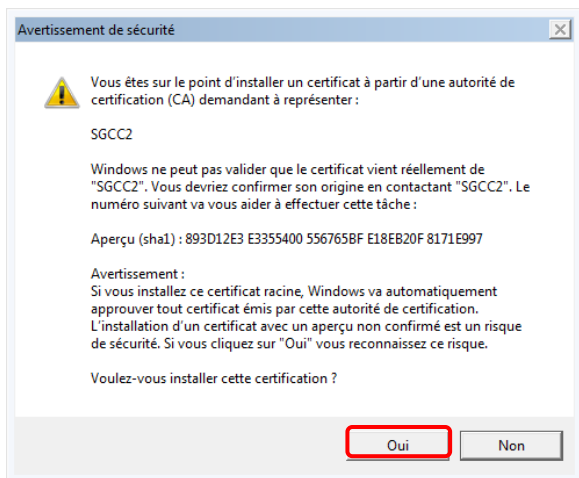 Avertissement de sécurité
Vous êtes sur le point d'installer un certificat à partir d'une autorité de
certification (CA) demandant à représenter :
SGCC2
Windows ne peut pas valider que le certificat vient réellement de
"SGCC2". Vous devriez confirmer son origine en contactant "SGCC2". Le
numéro suivant va vous aider à effectuer cette tâche :
Aperçu (sha1) : 893D12E3 E3355400 556765BF E18EB20F 8171E997
Avertissement :
Si vous installez ce certificat racine, Windows va automatiquement
approuver tout certificat émis par cette autorité de certification.
L'installation d'un certificat avec un aperçu non confirmé est un risque
de sécurité. Si vous cliquez sur "Oui" vous reconnaissez ce risque.
Voulez-vous installer cette certification ?
Oui
Non